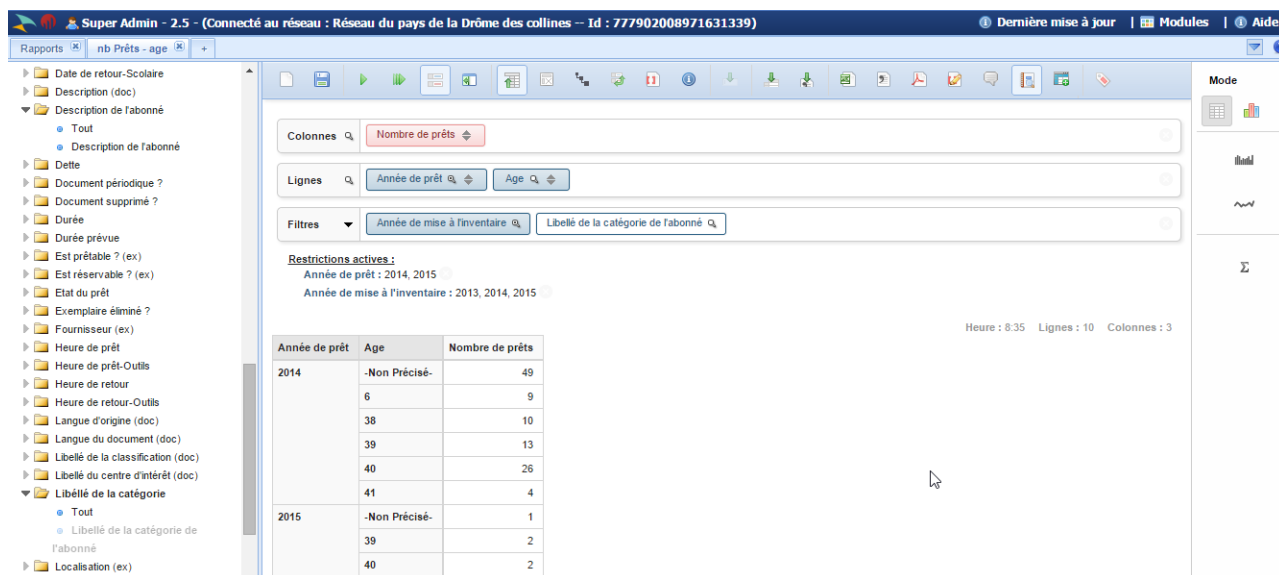 Super Admin - 2.5 - (Connecté au réseau : Réseau du pays de la Drôme des collines -- Id : 777902008971631339)
Dernière mise à jour | Modules | Aide
Rapports
nb Prêts - age
+
Date de retour-Scolaire
Description (doc)
Description de l'abonné
Tout
Description de l'abonné
Dette
Document périodique ?
Document supprimé ?
Durée
Durée prévue
Est prêtable ? (ex)
Est réservable ? (ex)
Etat du prêt
Exemplaire éliminé ?
Fournisseur (ex)
Heure de prêt
Heure de prêt-Outils
Heure de retour
Heure de retour-Outils
Langue d'origine (doc)
Langue du document (doc)
Libellé de la classification (doc)
Libellé du centre d'intérêt (doc)
Libéllé de la catégorie
Tout
Libellé de la catégorie de
l'abonné
Localisation (ex)
Colonnes
Nombre de prêts
Lignes
Année de prêt
Age
Filtres
Année de mise à l'inventaire
Libellé de la catégorie de l'abonné
Restrictions actives :
Année de prêt : 2014, 2015
Année de mise à l'inventaire : 2013, 2014, 2015
Heure : 8:35 Lignes : 10 Colonnes : 3
Année de prêt Age Nombre de prêts
2014 -Non Précisé- 49
6 9
38 10
39 13
40 26
41 4
2015 -Non Précisé- 1
39 2
40 2
Mode
Σ